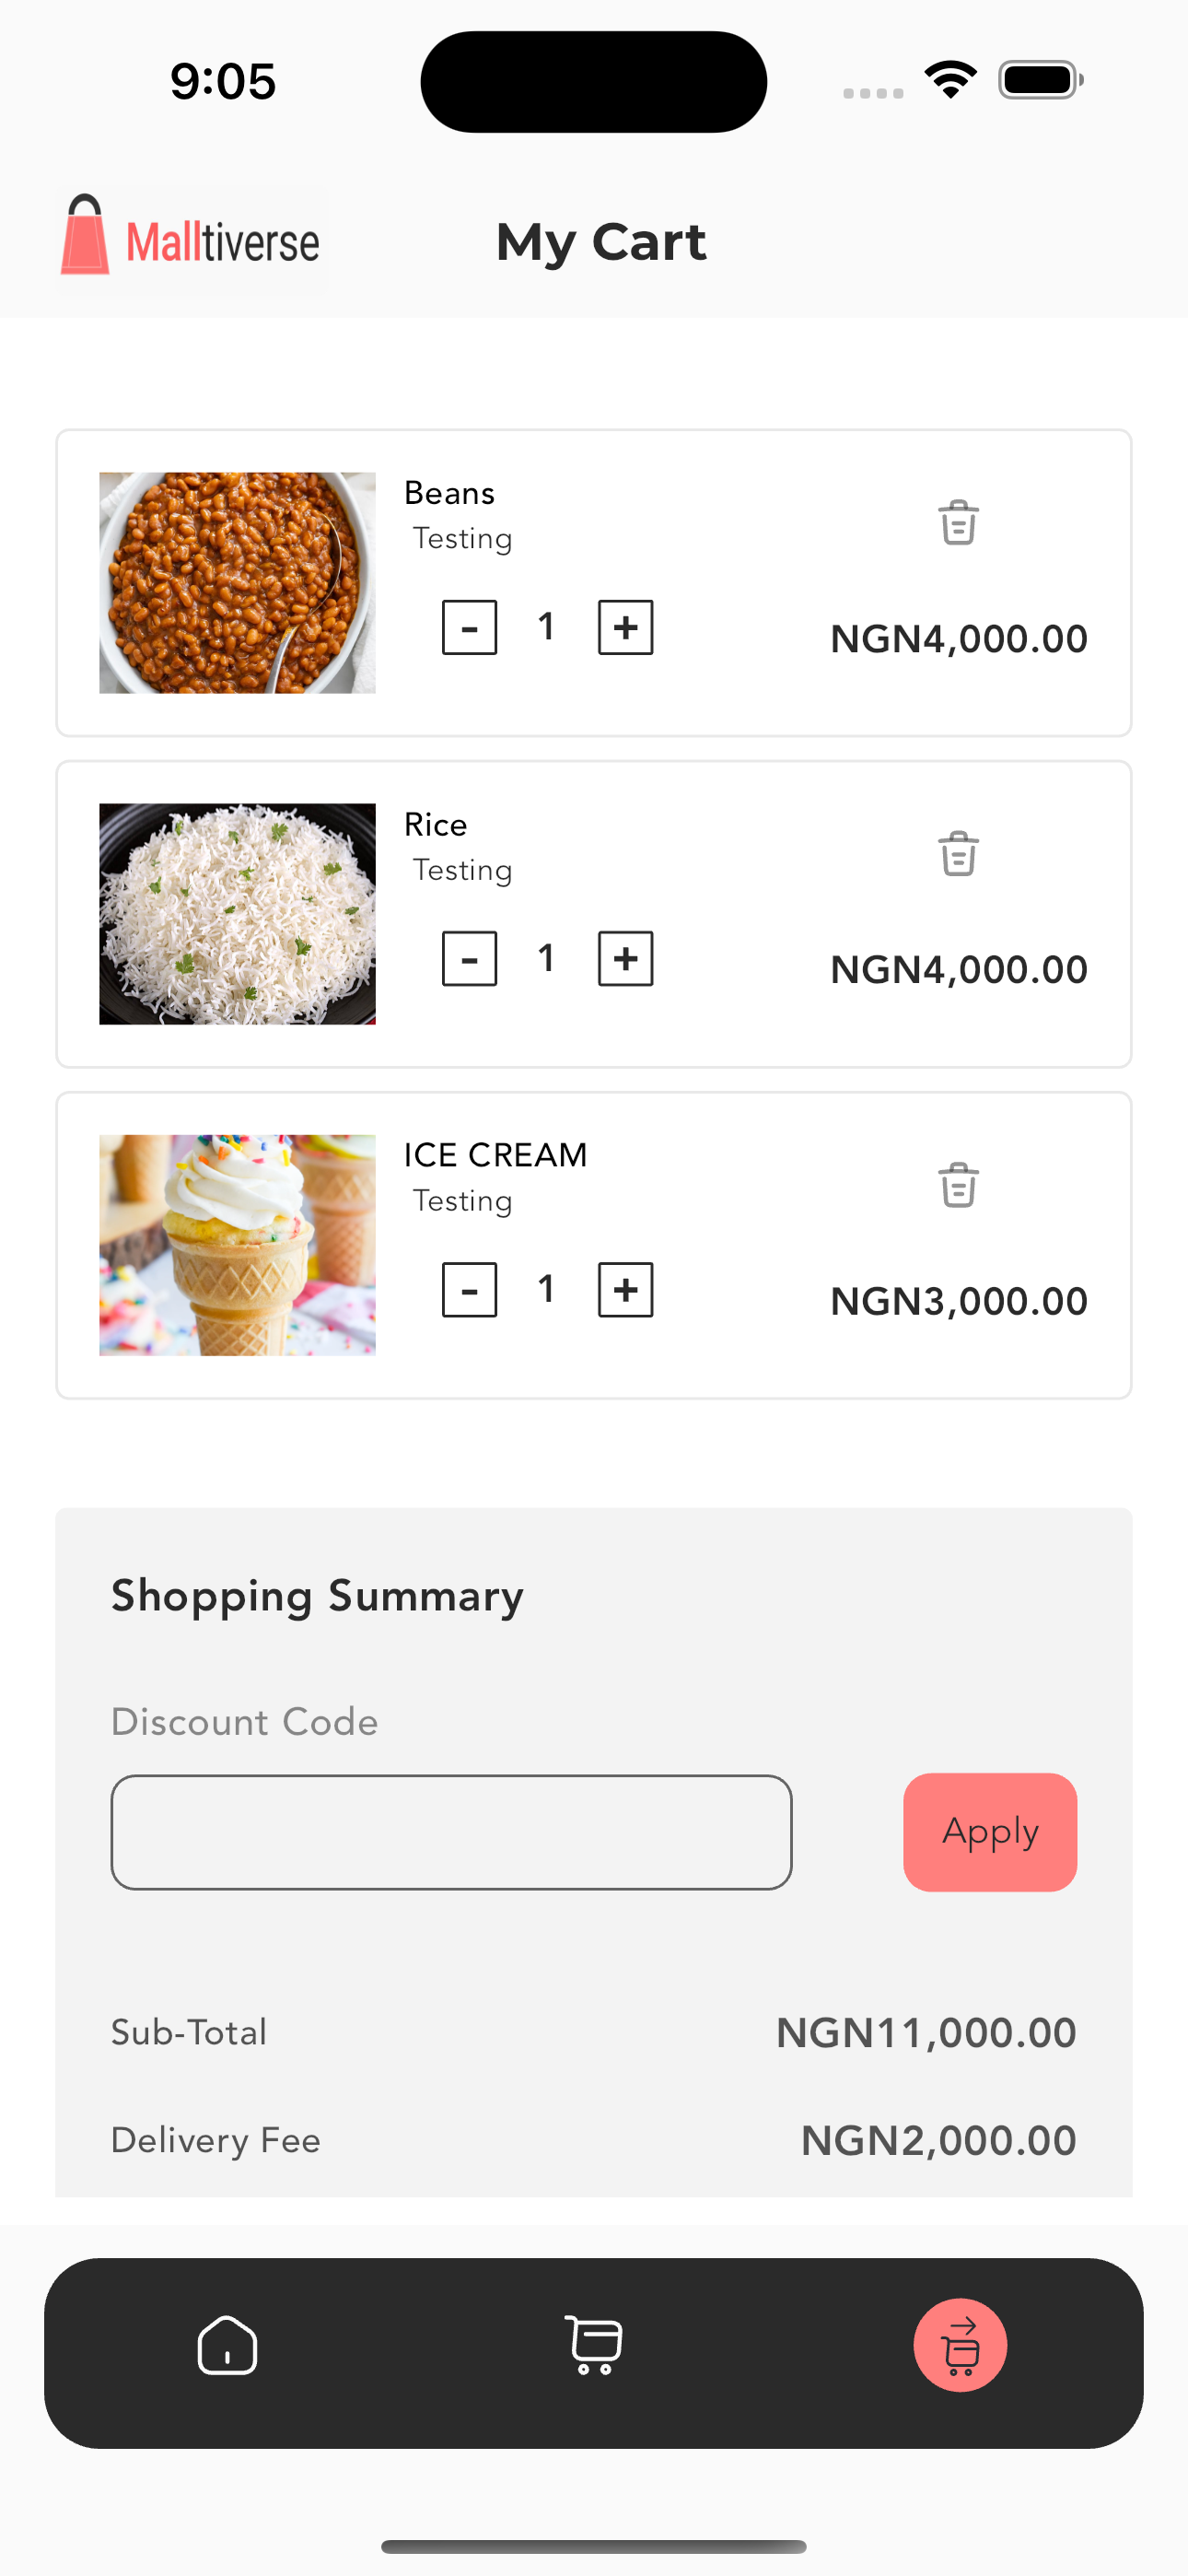 9:05
Malltiverse
My Cart
Beans
Testing
- 1 +
NGN4,000.00
Rice
Testing
- 1 +
NGN4,000.00
ICE CREAM
Testing
- 1 +
NGN3,000.00
Shopping Summary
Discount Code
Apply
Sub-Total NGN11,000.00
Delivery Fee NGN2,000.00